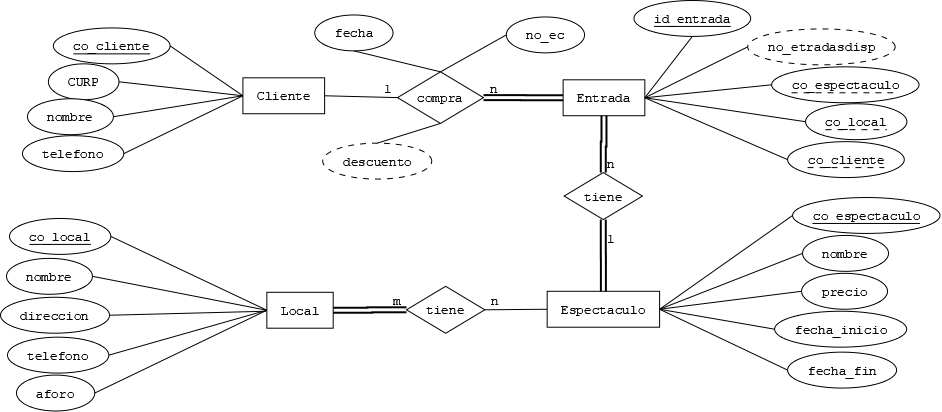 id_entrada
fecha
no_ec
co_cliente
no_etradasdisp
CURP
Cliente
1
compra
n
Entrada
co_espectaculo
nombre
co_local
telefono
descuento
co_cliente
n
tiene
co_espectaculo
co_local
1
nombre
nombre
precio
direccion
Local
m
tiene
n
Espectaculo
fecha_inicio
telefono
fecha_fin
aforo